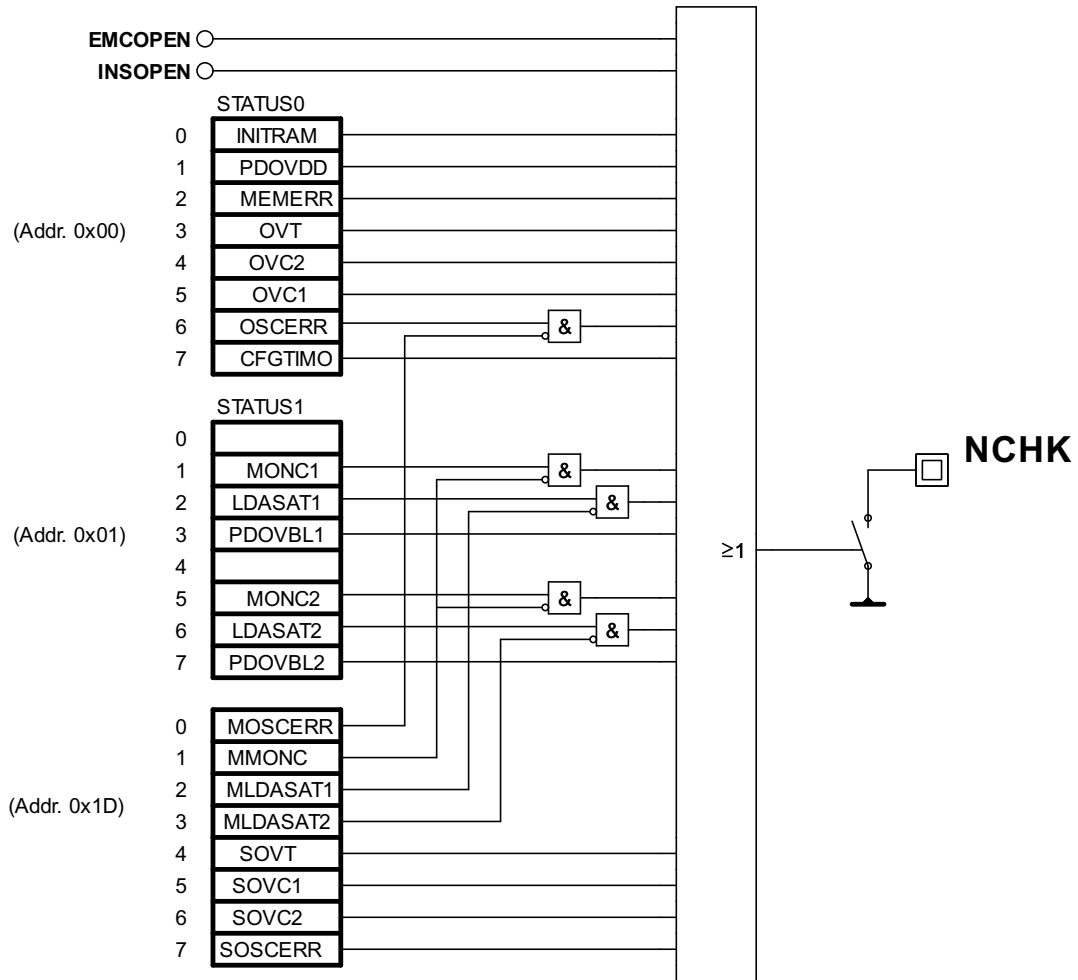 EMCOPEN
INSOPEN
STATUS0
0 INITRAM
1 PDOVDD
2 MEMERR
(Addr. 0x00) 3 OVT
4 OVC2
5 OVC1
6 OSCERR &
7 CFGTIMO
STATUS1
0
1 MONC1 &
2 LDASAT1 &
(Addr. 0x01) 3 PDOVBL1
4
5 MONC2 &
6 LDASAT2 &
7 PDOVBL2
≥1
NCHK
0 MOSCERR
1 MMONC
2 MLDASAT1
(Addr. 0x1D) 3 MLDASAT2
4 SOVT
5 SOVC1
6 SOVC2
7 SOSCERR